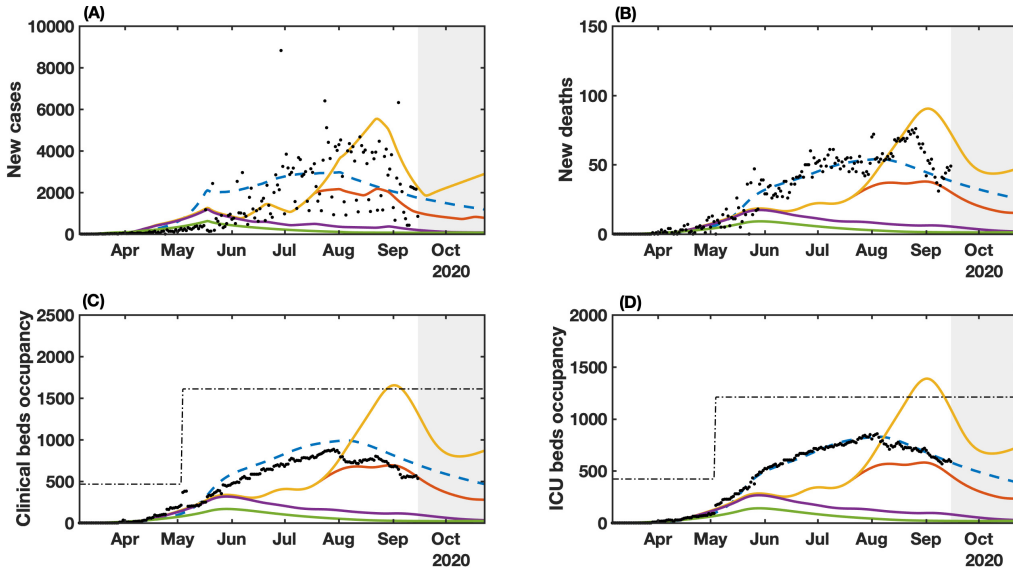 (A)
New cases
10000
8000
6000
4000
2000
0
Apr May Jun Jul Aug Sep Oct
2020
(B)
New deaths
150
100
50
0
Apr May Jun Jul Aug Sep Oct
2020
(C)
Clinical beds occupancy
2500
2000
1500
1000
500
0
Apr May Jun Jul Aug Sep Oct
2020
(D)
ICU beds occupancy
2000
1500
1000
500
0
Apr May Jun Jul Aug Sep Oct
2020